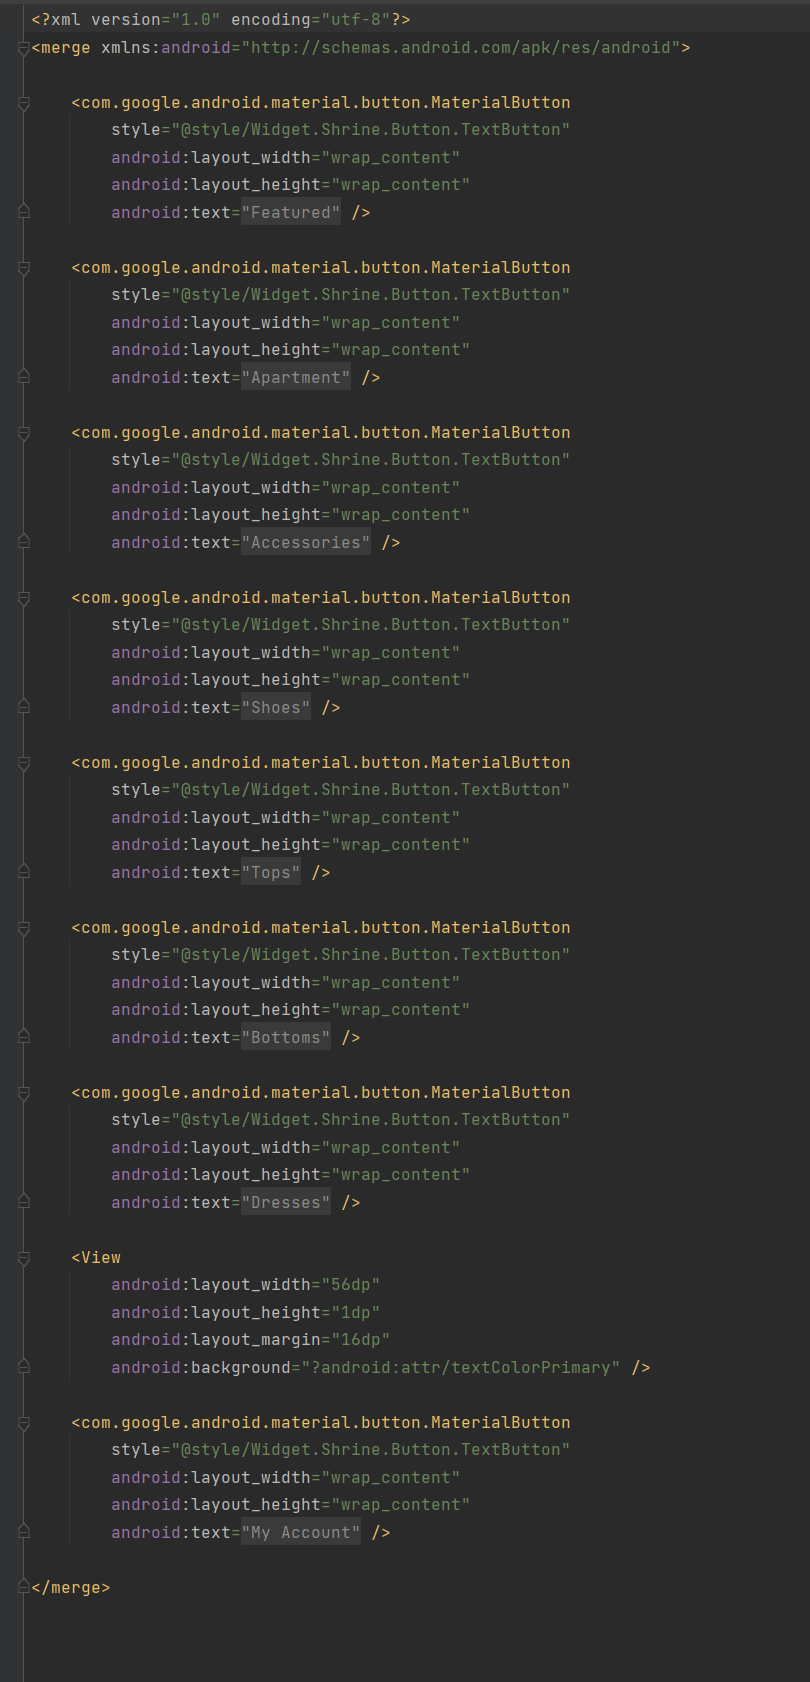 <?xml version="1.0" encoding="utf-8"?>
<merge xmlns:android="http://schemas.android.com/apk/res/android">

    <com.google.android.material.button.MaterialButton
        style="@style/Widget.Shrine.Button.TextButton"
        android:layout_width="wrap_content"
        android:layout_height="wrap_content"
        android:text="Featured" />

    <com.google.android.material.button.MaterialButton
        style="@style/Widget.Shrine.Button.TextButton"
        android:layout_width="wrap_content"
        android:layout_height="wrap_content"
        android:text="Apartment" />

    <com.google.android.material.button.MaterialButton
        style="@style/Widget.Shrine.Button.TextButton"
        android:layout_width="wrap_content"
        android:layout_height="wrap_content"
        android:text="Accessories" />

    <com.google.android.material.button.MaterialButton
        style="@style/Widget.Shrine.Button.TextButton"
        android:layout_width="wrap_content"
        android:layout_height="wrap_content"
        android:text="Shoes" />

    <com.google.android.material.button.MaterialButton
        style="@style/Widget.Shrine.Button.TextButton"
        android:layout_width="wrap_content"
        android:layout_height="wrap_content"
        android:text="Tops" />

    <com.google.android.material.button.MaterialButton
        style="@style/Widget.Shrine.Button.TextButton"
        android:layout_width="wrap_content"
        android:layout_height="wrap_content"
        android:text="Bottoms" />

    <com.google.android.material.button.MaterialButton
        style="@style/Widget.Shrine.Button.TextButton"
        android:layout_width="wrap_content"
        android:layout_height="wrap_content"
        android:text="Dresses" />

    <View
        android:layout_width="56dp"
        android:layout_height="1dp"
        android:layout_margin="16dp"
        android:background="?android:attr/textColorPrimary" />

    <com.google.android.material.button.MaterialButton
        style="@style/Widget.Shrine.Button.TextButton"
        android:layout_width="wrap_content"
        android:layout_height="wrap_content"
        android:text="My Account" />

</merge>